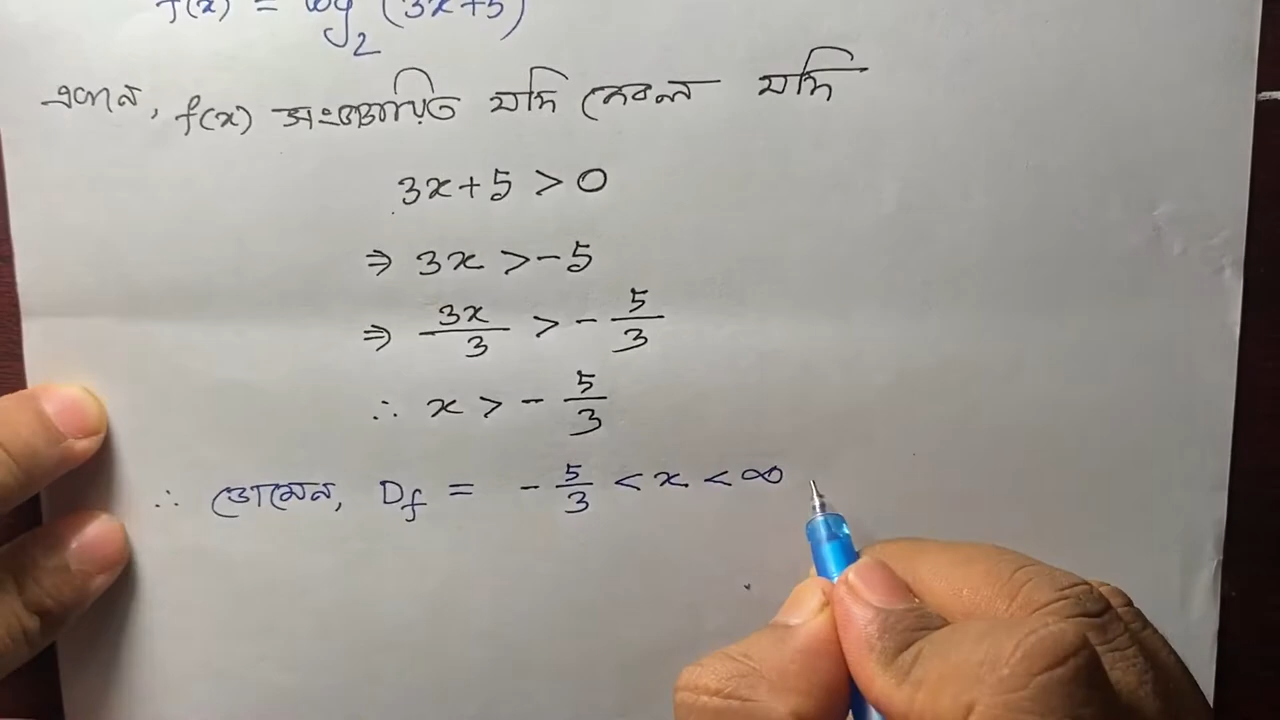 f(x) = log₂ (3x+5)
এখানে, f(x) সংজ্ঞায়িত যদি কেবল যদি
3x+5 > 0
⇒ 3x > -5
⇒ 3x/3 > - 5/3
∴ x > - 5/3
∴ ডোমেন, D_f = - 5/3 < x < ∞